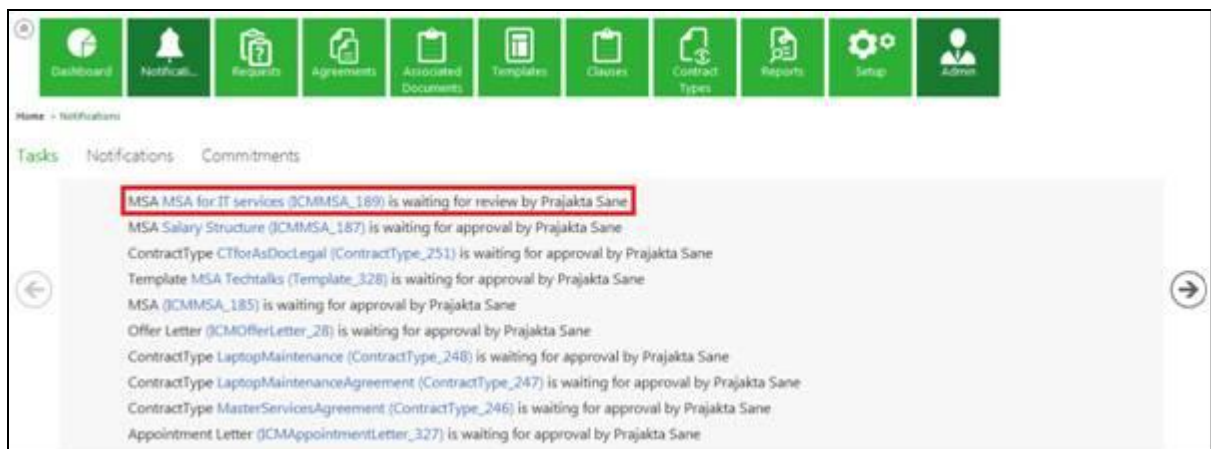 Dashboard
Notificati...
Requests
Agreements
Associated
Documents
Templates
Clauses
Contract
Types
Reports
Setup
Admin
Home > Notifications
Tasks Notifcations Commitments
MSA MSA for IT services (ICMMSA_189) is waiting for review by Prajakta Sane
MSA Salary Structure (ICMMSA_187) is waiting for approval by Prajakta Sane
ContractType CTforAsDocLegal (ContractType_251) is waiting for approval by Prajakta Sane
Template MSA Techtalks (Template_328) is waiting for approval by Prajakta Sane
MSA (ICMMSA_185) is waiting for approval by Prajakta Sane
Offer Letter (ICMOfferLetter_28) is waiting for approval by Prajakta Sane
ContractType LaptopMaintenance (ContractType_248) is waiting for approval by Prajakta Sane
ContractType LaptopMaintenanceAgreement (ContractType_247) is waiting for approval by Prajakta Sane
ContractType MasterServicesAgreement (ContractType_246) is waiting for approval by Prajakta Sane
Appointment Letter (ICMAppointmentLetter_327) is waiting for approval by Prajakta Sane